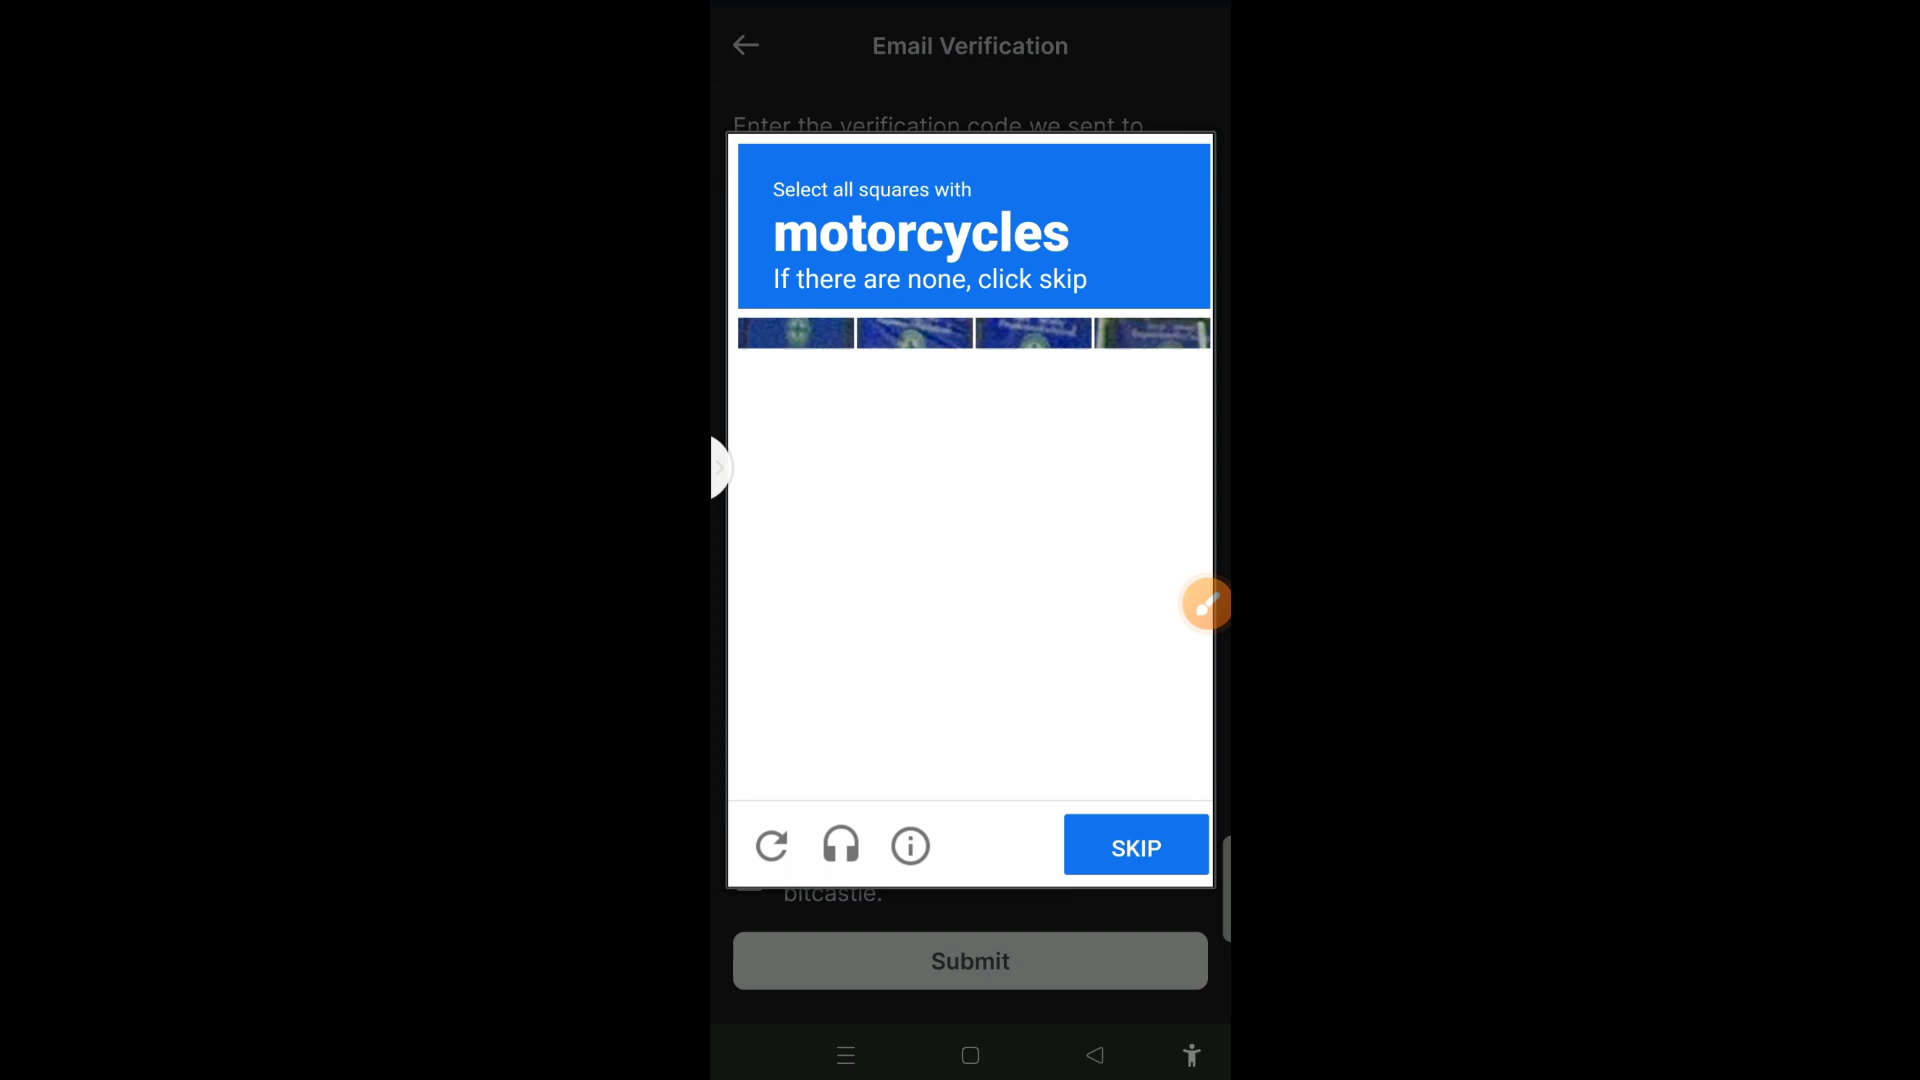 Email Verification
Enter the verification code we sent to
Select all squares with
motorcycles
If there are none, click skip
SKIP
bitcastle.
Submit